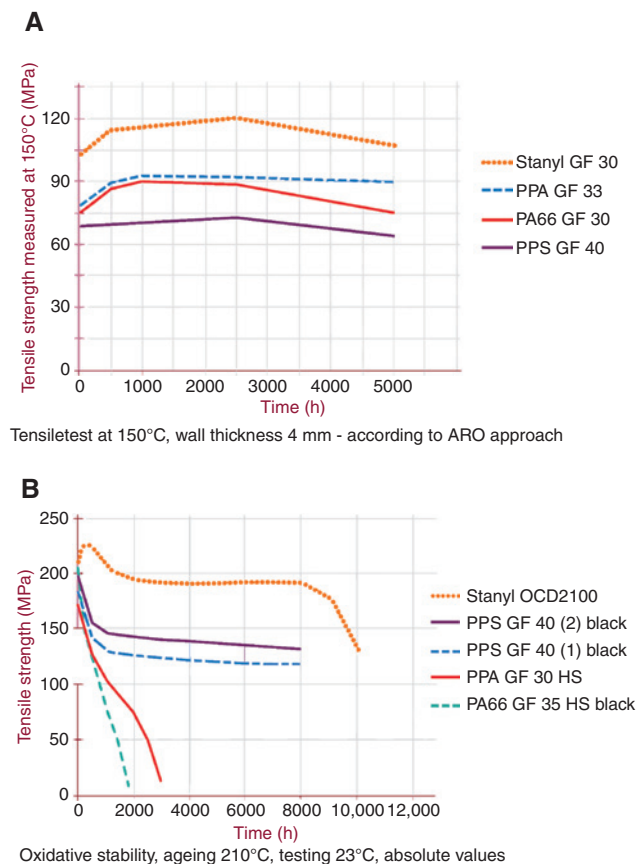 A
Tensile strength measured at 150°C (MPa)
120
90
60
30
0
0 1000 2000 3000 4000 5000
Time (h)
Stanyl GF 30
PPA GF 33
PA66 GF 30
PPS GF 40
Tensiletest at 150°C, wall thickness 4 mm - according to ARO approach
B
Tensile strength (MPa)
250
200
150
100
50
0
0 2000 4000 6000 8000 10,000 12,000
Time (h)
Stanyl OCD2100
PPS GF 40 (2) black
PPS GF 40 (1) black
PPA GF 30 HS
PA66 GF 35 HS black
Oxidative stability, ageing 210°C, testing 23°C, absolute values